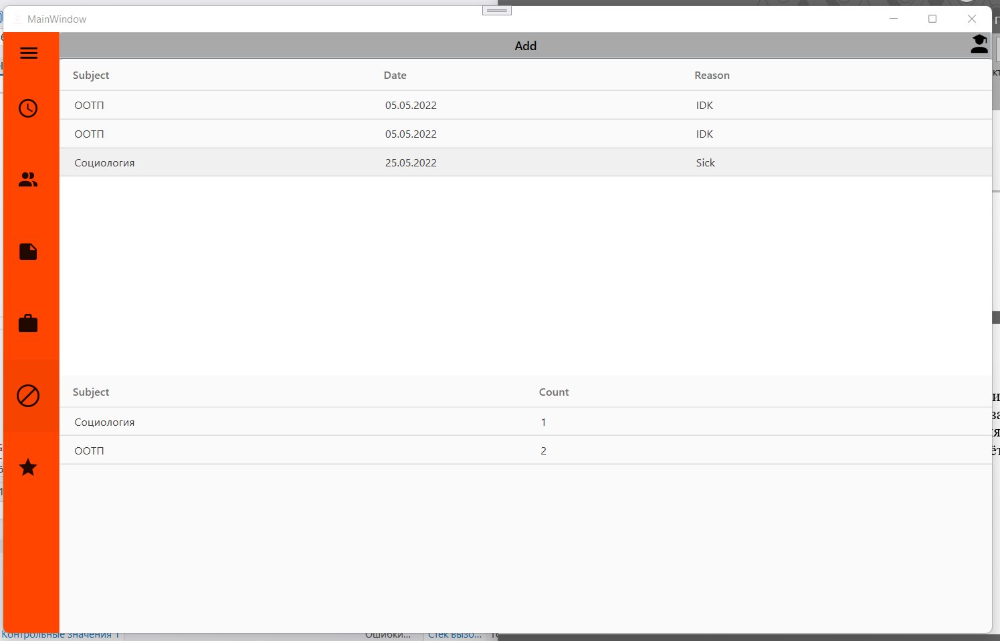 MainWindow
Add
Subject Date Reason
ООТП 05.05.2022 IDK
ООТП 05.05.2022 IDK
Социология 25.05.2022 Sick
Subject Count
Социология 1
ООТП 2
Контрольные значения 1 Ошибки... Стек вызо...